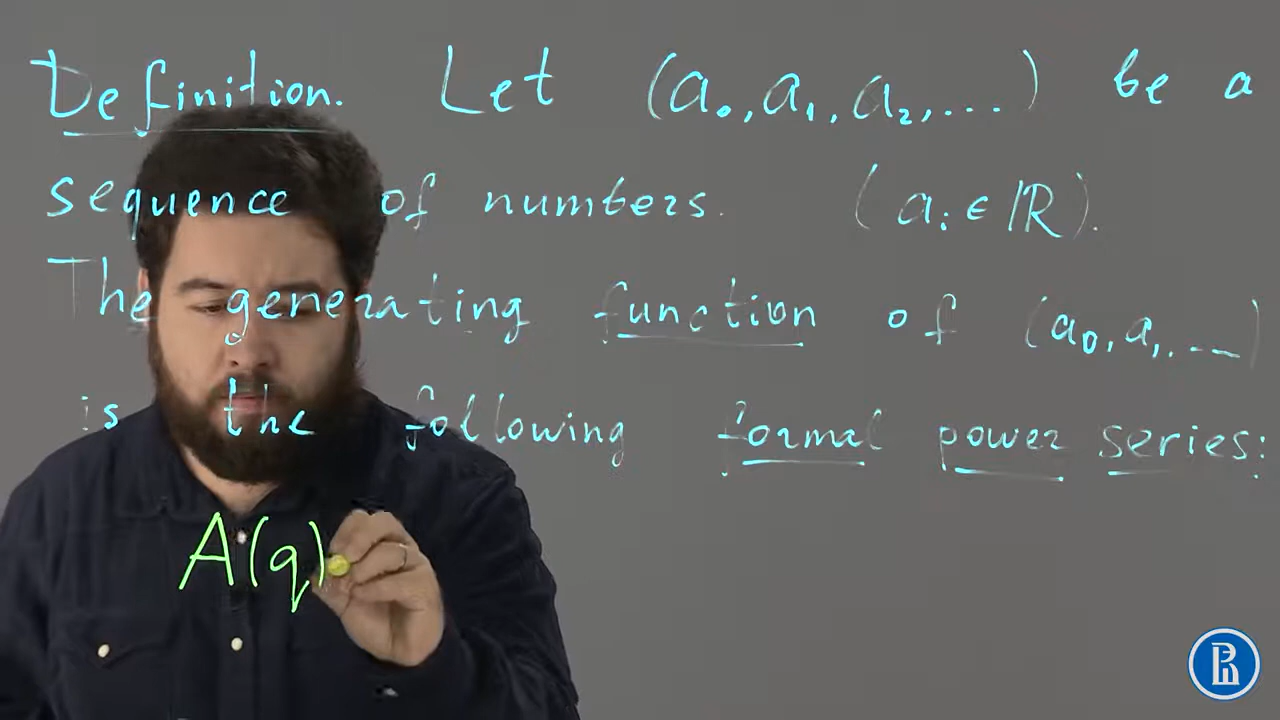 Definition. Let (a₀, a₁, a₂, ...) be a
sequence of numbers. (aᵢ ∈ ℝ).
The generating function of (a₀, a₁, ...)
is the following formal power series:
A(q)